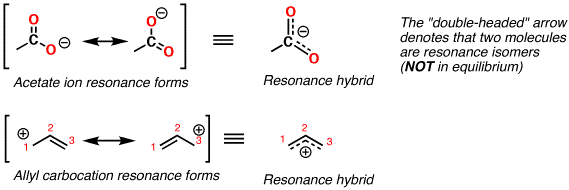 O
C
O
⊖
O
⊖
C
O
O
C
⊖
O
The "double-headed" arrow
denotes that two molecules
are resonance isomers
(NOT in equilibrium)
Acetate ion resonance forms
Resonance hybrid
⊕ 1 2 3
1 2 3 ⊕
1 2 3 ⊕
Allyl carbocation resonance forms
Resonance hybrid